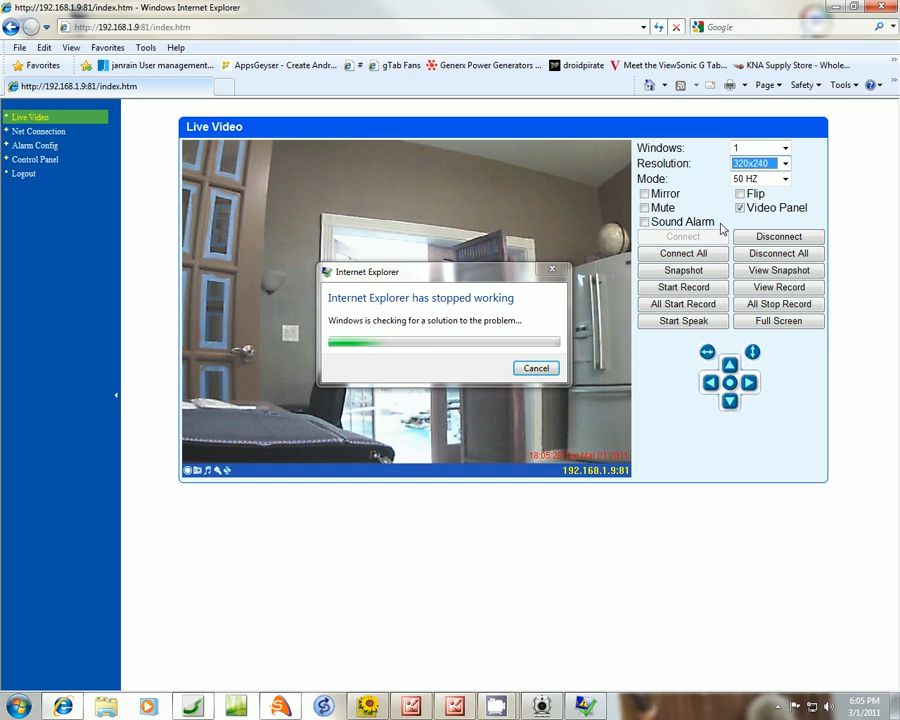 http://192.168.1.9:81/index.htm - Windows Internet Explorer
http://192.168.1.9:81/index.htm
Google
File Edit View Favorites Tools Help
Favorites janrain User management... AppsGeyser - Create Andr... # gTab Fans Generx Power Generators ... droidpirate Meet the ViewSonic G Tab... KNA Supply Store - Whole...
http://192.168.1.9:81/index.htm
Page Safety Tools
Live Video
Net Connection
Alarm Config
Control Panel
Logout
Live Video
Windows: 1
Resolution: 320x240
Mode: 50 HZ
Mirror Flip
Mute Video Panel
Sound Alarm
Connect Disconnect
Connect All Disconnect All
Snapshot View Snapshot
Start Record View Record
All Start Record All Stop Record
Start Speak Full Screen
Internet Explorer
Internet Explorer has stopped working
Windows is checking for a solution to the problem...
Cancel
18:05:28 Tue Mar 01 2011
192.168.1.9:81
6:05 PM
3/1/2011